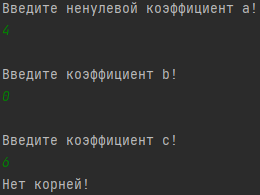 Введите ненулевой коэффициент a!
4
Введите коэффициент b!
0
Введите коэффициент c!
6
Нет корней!